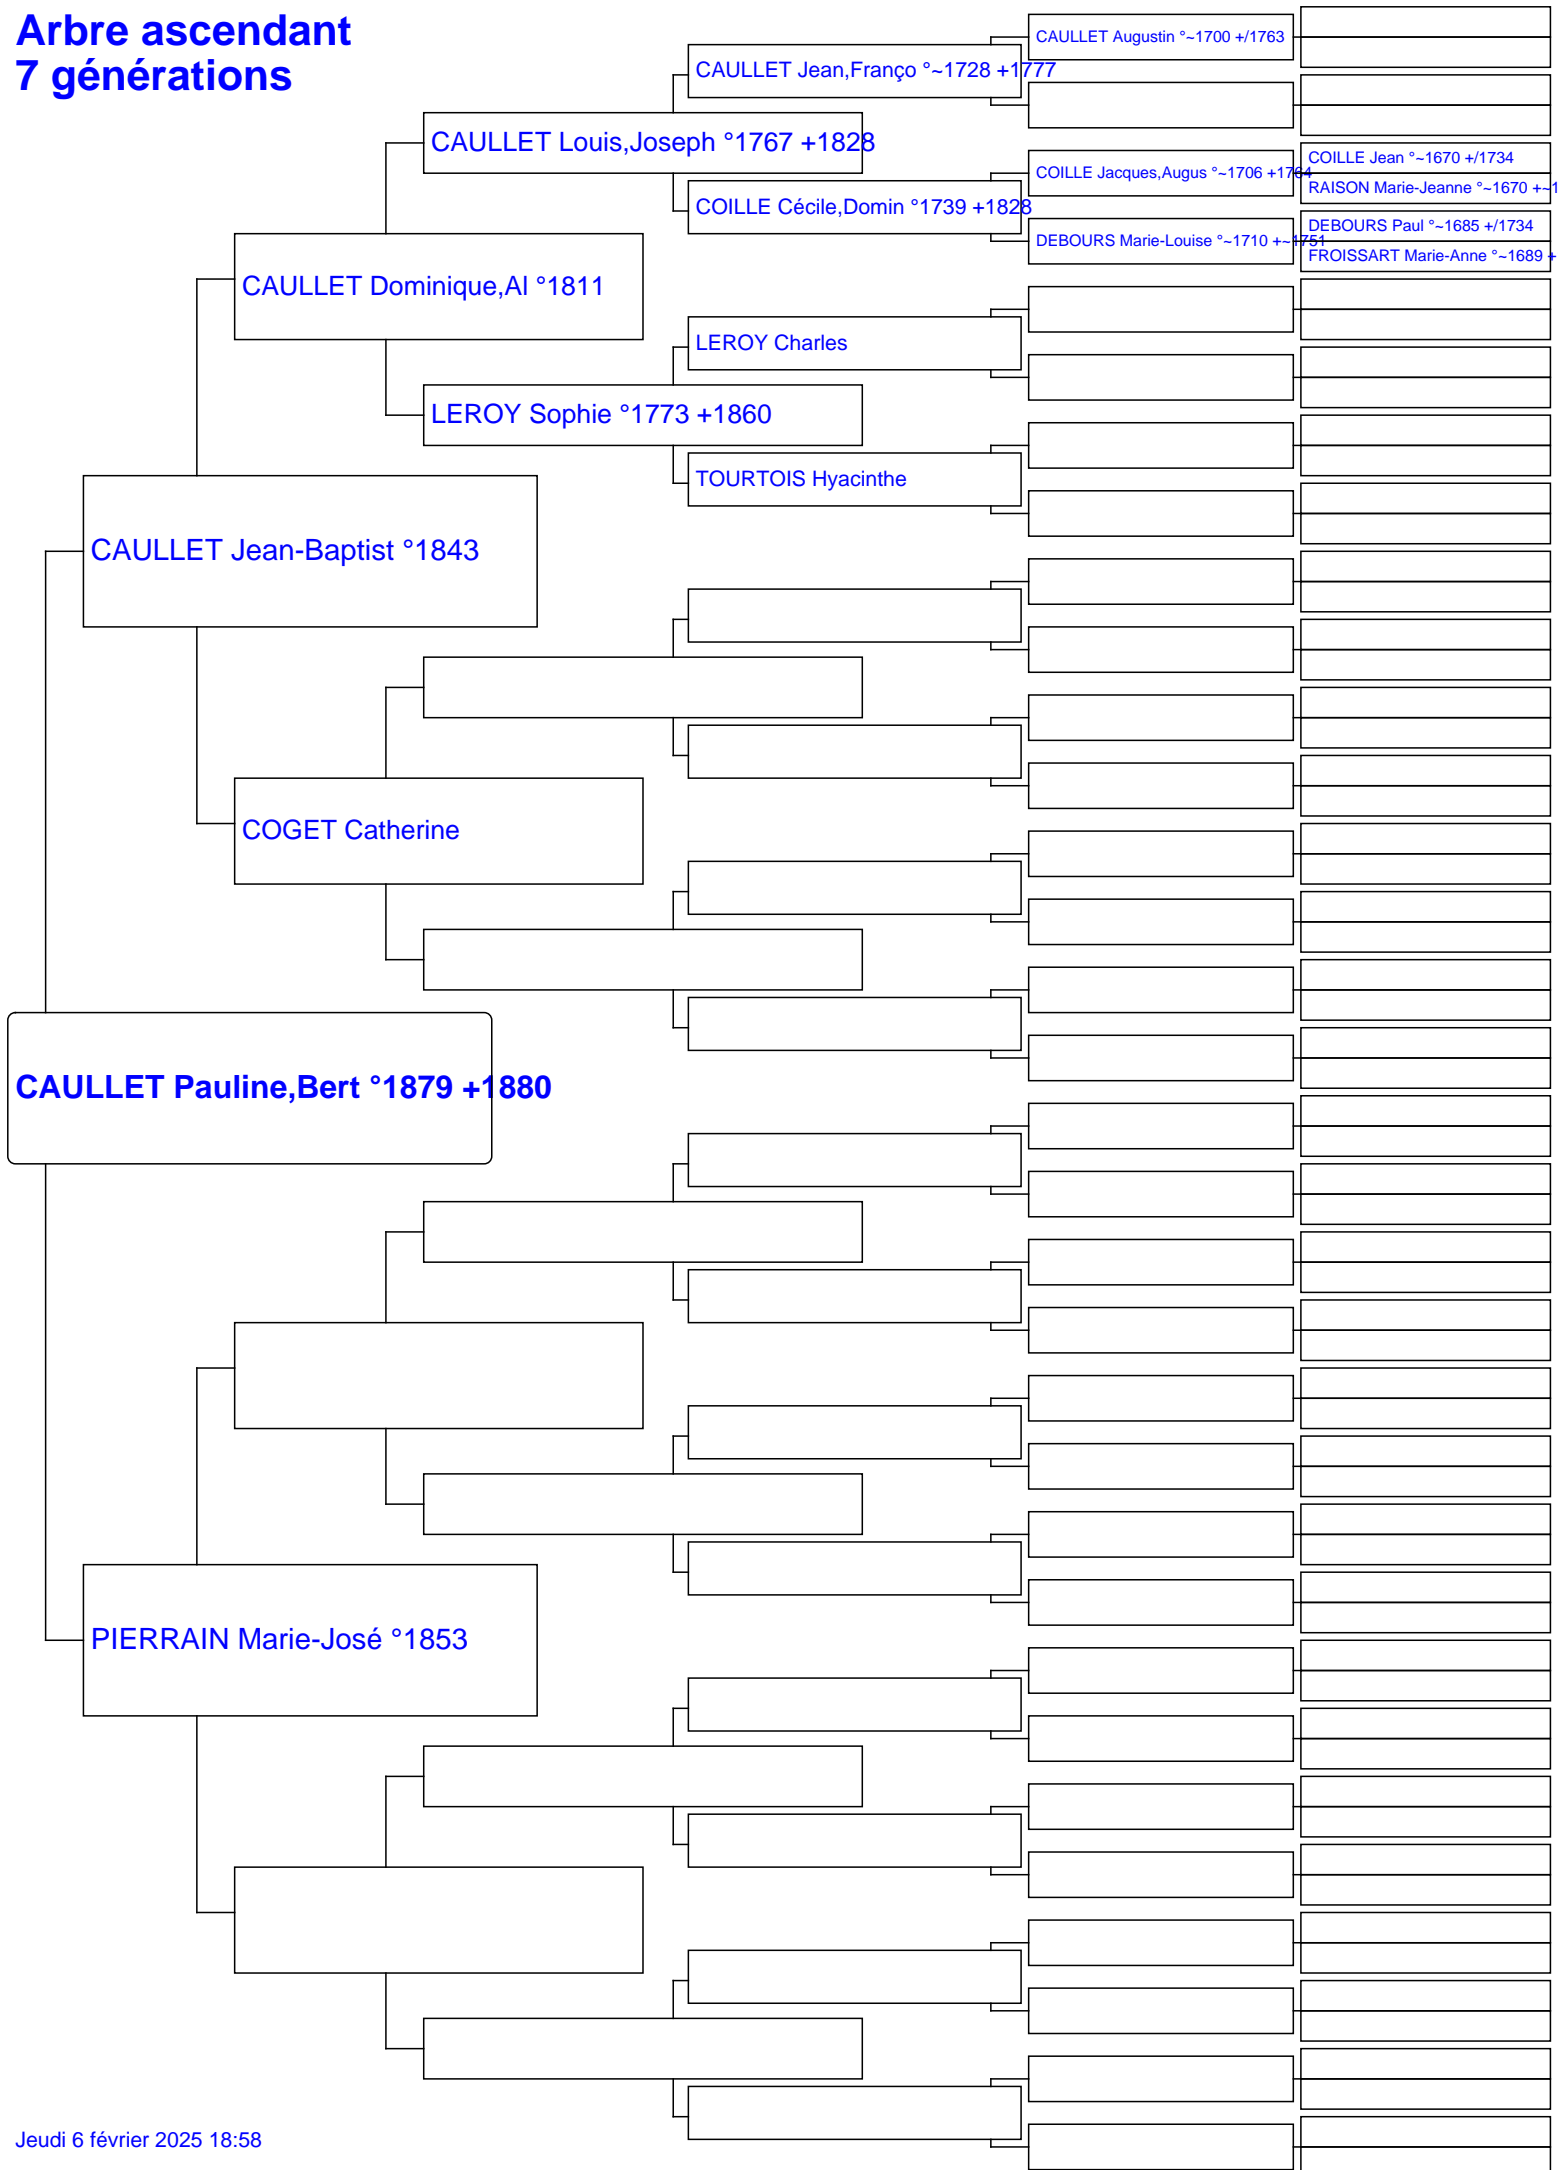 Arbre ascendant
7 générations
CAULLET Augustin °~1700 +/1763
CAULLET Jean,Franço °~1728 +1777
CAULLET Louis,Joseph °1767 +1828
COILLE Jean °~1670 +/1734
COILLE Jacques,Augus °~1706 +1764
RAISON Marie-Jeanne °~1670 +~1
COILLE Cécile,Domin °1739 +1828
DEBOURS Paul °~1685 +/1734
DEBOURS Marie-Louise °~1710 +~1751
FROISSART Marie-Anne °~1689 +
CAULLET Dominique,Al °1811
LEROY Charles
LEROY Sophie °1773 +1860
TOURTOIS Hyacinthe
CAULLET Jean-Baptist °1843
COGET Catherine
CAULLET Pauline,Bert °1879 +1880
PIERRAIN Marie-José °1853
Jeudi 6 février 2025 18:58